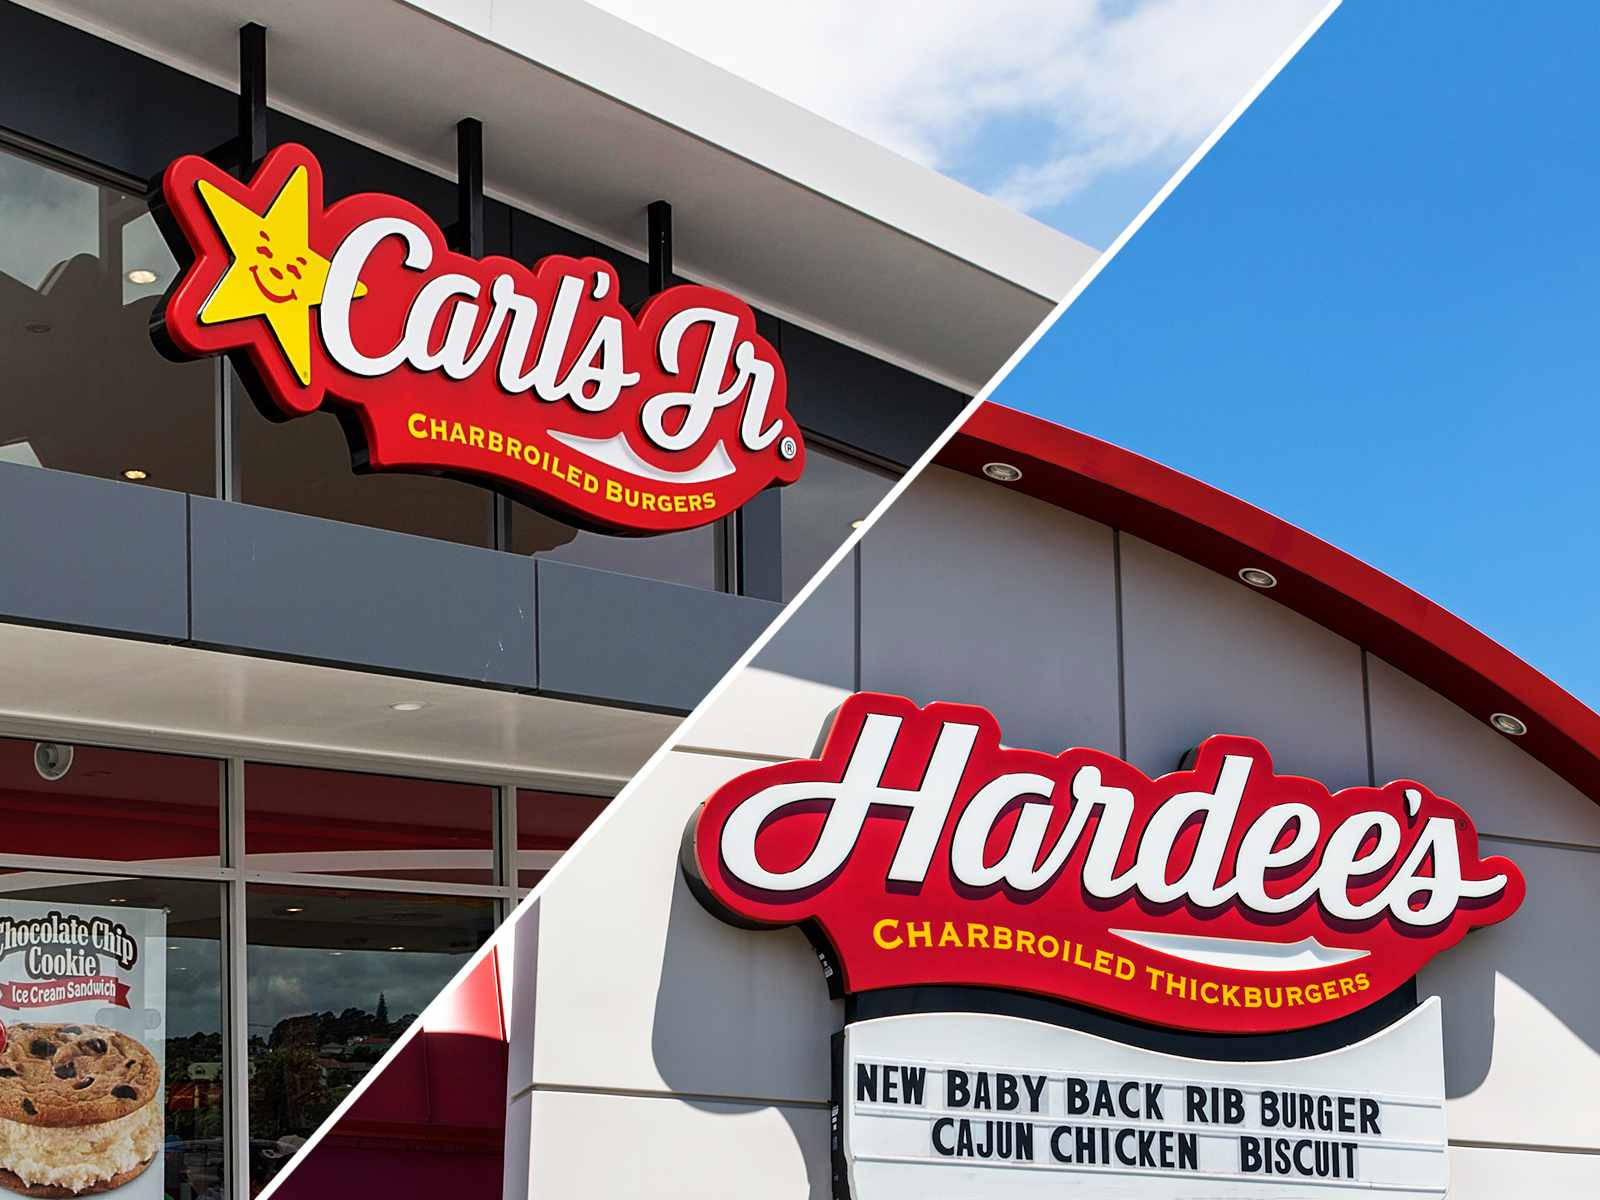 Carl's Jr.®
CHARBROILED BURGERS
Chocolate Chip
Cookie
Ice Cream Sandwich
Hardee's
CHARBROILED THICKBURGERS
NEW BABY BACK RIB BURGER
CAJUN CHICKEN BISCUIT